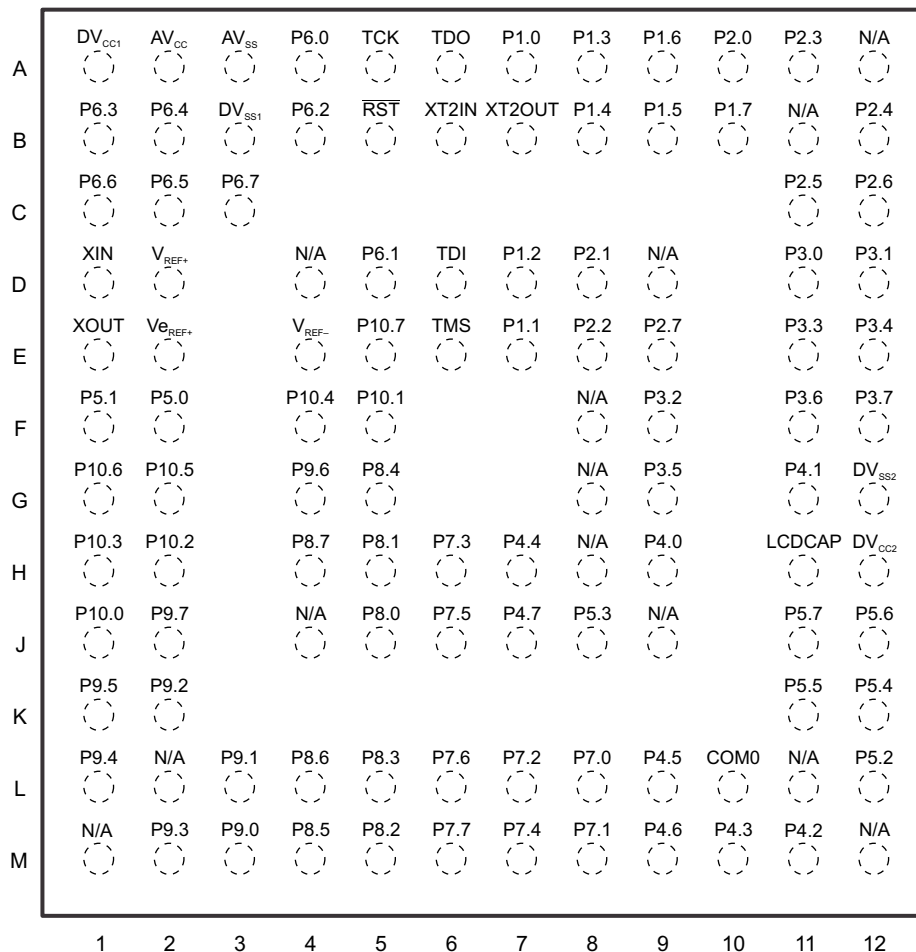 DVCC1 AVCC AVSS P6.0 TCK TDO P1.0 P1.3 P1.6 P2.0 P2.3 N/A
A
P6.3 P6.4 DVSS1 P6.2 RST XT2IN XT2OUT P1.4 P1.5 P1.7 N/A P2.4
B
P6.6 P6.5 P6.7 P2.5 P2.6
C
XIN VREF+ N/A P6.1 TDI P1.2 P2.1 N/A P3.0 P3.1
D
XOUT VeREF+ VREF– P10.7 TMS P1.1 P2.2 P2.7 P3.3 P3.4
E
P5.1 P5.0 P10.4 P10.1 N/A P3.2 P3.6 P3.7
F
P10.6 P10.5 P9.6 P8.4 N/A P3.5 P4.1 DVSS2
G
P10.3 P10.2 P8.7 P8.1 P7.3 P4.4 N/A P4.0 LCDCAP DVCC2
H
P10.0 P9.7 N/A P8.0 P7.5 P4.7 P5.3 N/A P5.7 P5.6
J
P9.5 P9.2 P5.5 P5.4
K
P9.4 N/A P9.1 P8.6 P8.3 P7.6 P7.2 P7.0 P4.5 COM0 N/A P5.2
L
N/A P9.3 P9.0 P8.5 P8.2 P7.7 P7.4 P7.1 P4.6 P4.3 P4.2 N/A
M
1 2 3 4 5 6 7 8 9 10 11 12